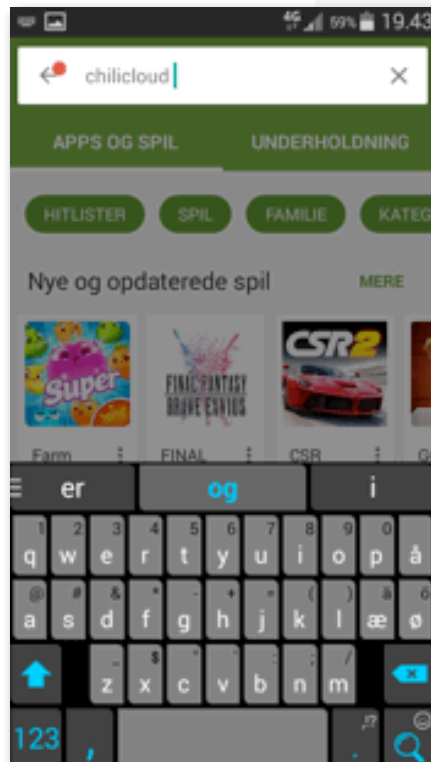 4G 59% 19.43
chilicloud
APPS OG SPIL UNDERHOLDNING
HITLISTER SPIL FAMILIE KATEG
Nye og opdaterede spil MERE
Super FINAL FANTASY BRAVE EXVIUS CSR2
Farm FINAL CSR G
er og i
1 2 3 4 5 6 7 8 9 0
q w e r t y u i o p å
@ # & * - + = ( ) ä ö
a s d f g h j k l æ ø
_ $ " ' : ; /
z x c v b n m
123 , . ,!?